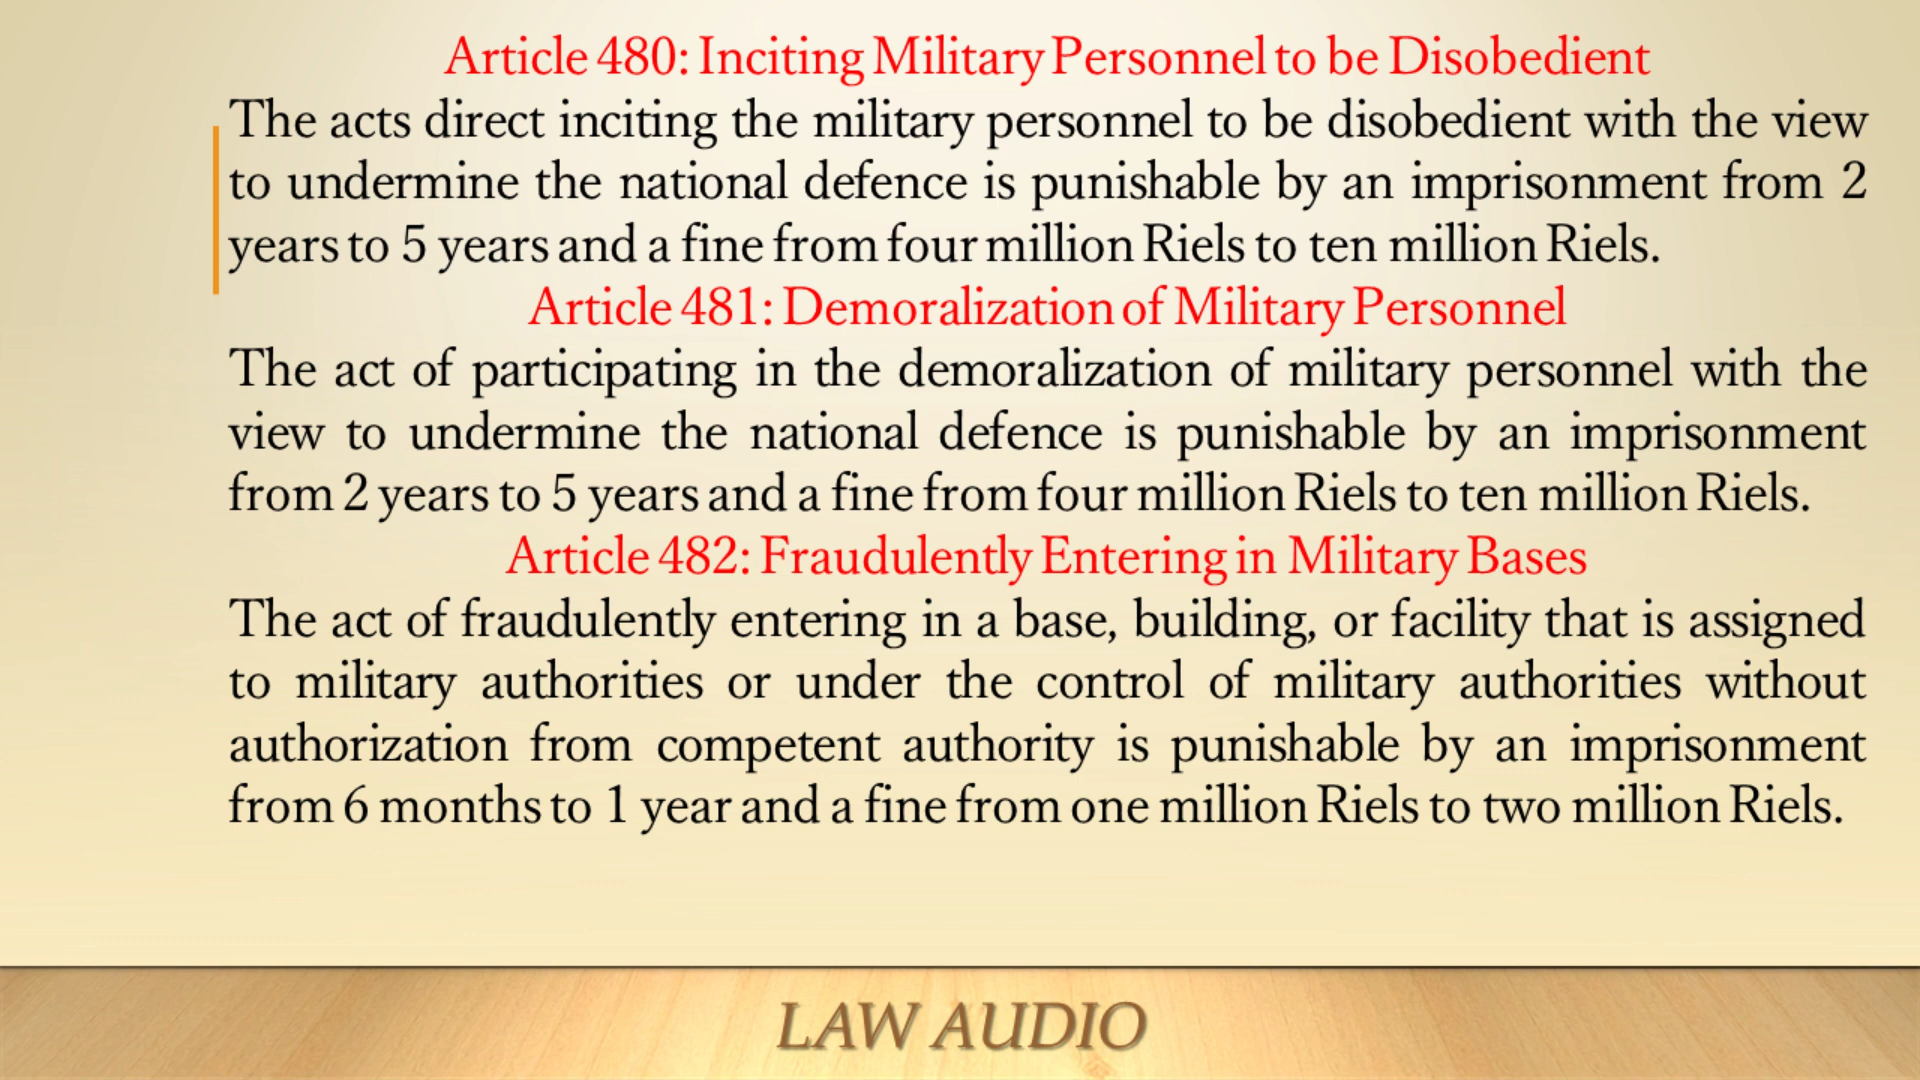 Article 480: Inciting Military Personnel to be Disobedient
The acts direct inciting the military personnel to be disobedient with the view
to undermine the national defence is punishable by an imprisonment from 2
years to 5 years and a fine from four million Riels to ten million Riels.
Article 481: Demoralization of Military Personnel
The act of participating in the demoralization of military personnel with the
view to undermine the national defence is punishable by an imprisonment
from 2 years to 5 years and a fine from four million Riels to ten million Riels.
Article 482: Fraudulently Entering in Military Bases
The act of fraudulently entering in a base, building, or facility that is assigned
to military authorities or under the control of military authorities without
authorization from competent authority is punishable by an imprisonment
from 6 months to 1 year and a fine from one million Riels to two million Riels.
LAW AUDIO